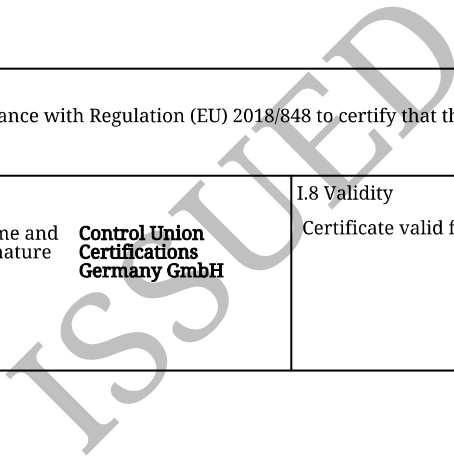 ance with Regulation (EU) 2018/848 to certify that th
I.8 Validity
me and
nature
Control Union
Certifications
Germany GmbH
Certificate valid f
ISSUED